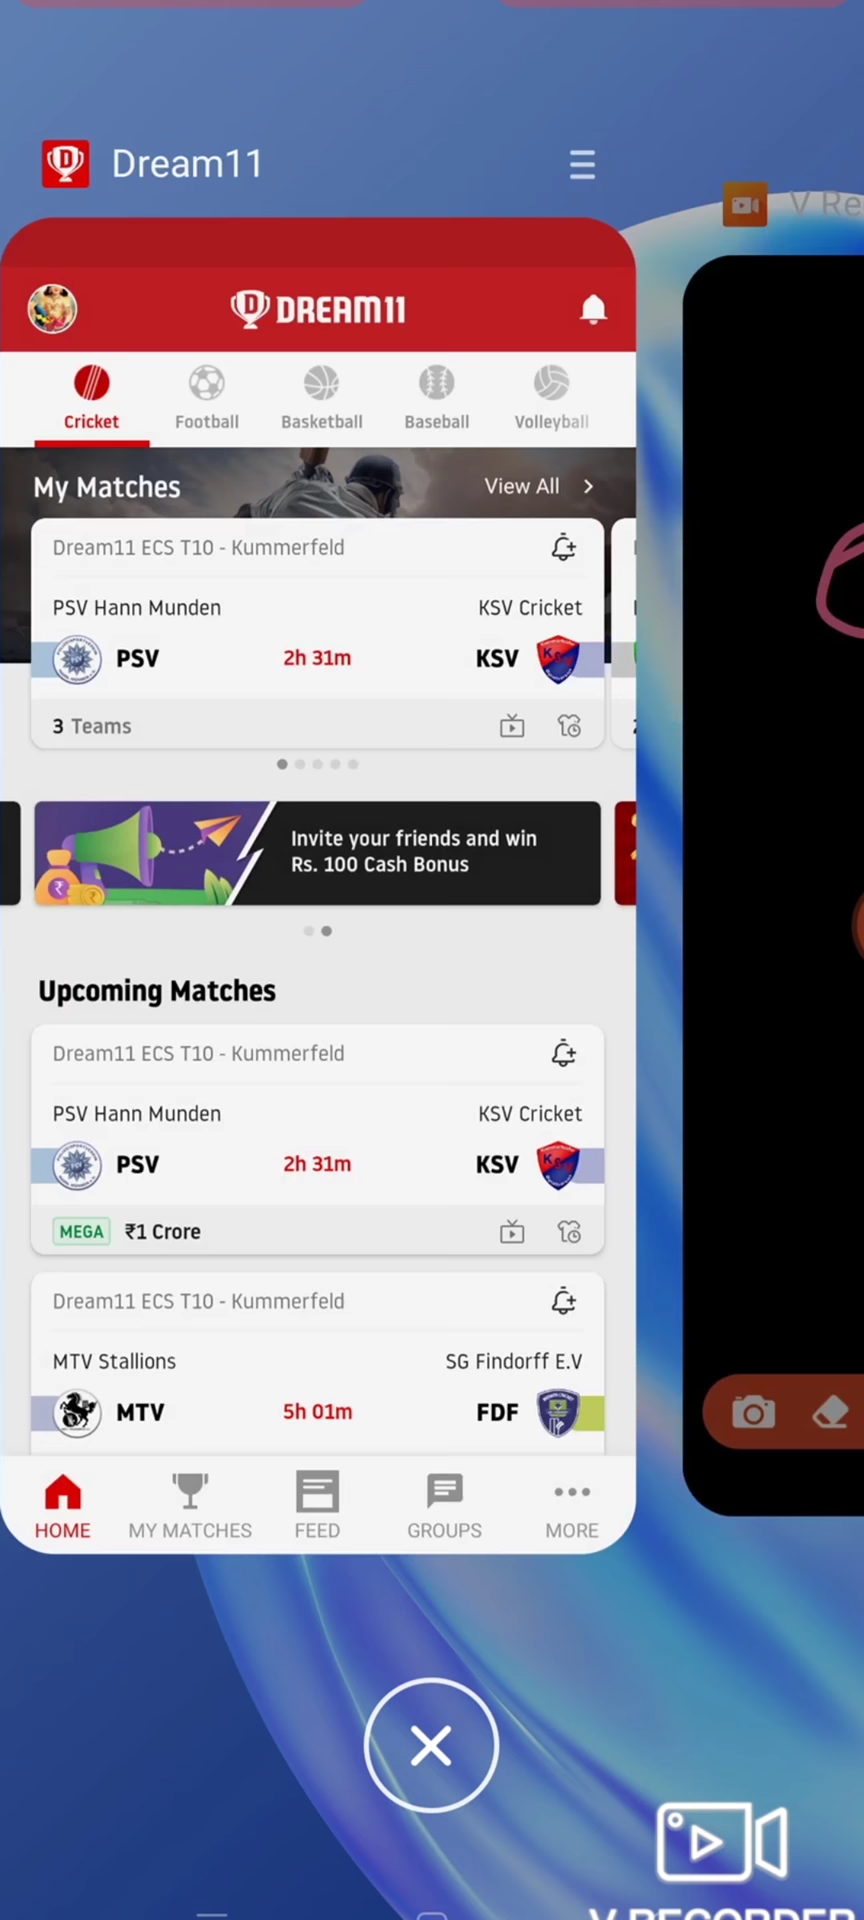 Dream11
V Re
DREAM11
Cricket
Football
Basketball
Baseball
Volleyball
My Matches
View All
Dream11 ECS T10 - Kummerfeld
PSV Hann Munden
KSV Cricket
PSV
2h 31m
KSV
3 Teams
Invite your friends and win
Rs. 100 Cash Bonus
Upcoming Matches
Dream11 ECS T10 - Kummerfeld
PSV Hann Munden
KSV Cricket
PSV
2h 31m
KSV
MEGA ₹1 Crore
Dream11 ECS T10 - Kummerfeld
MTV Stallions
SG Findorff E.V
MTV
5h 01m
FDF
HOME
MY MATCHES
FEED
GROUPS
MORE
V RECORDER